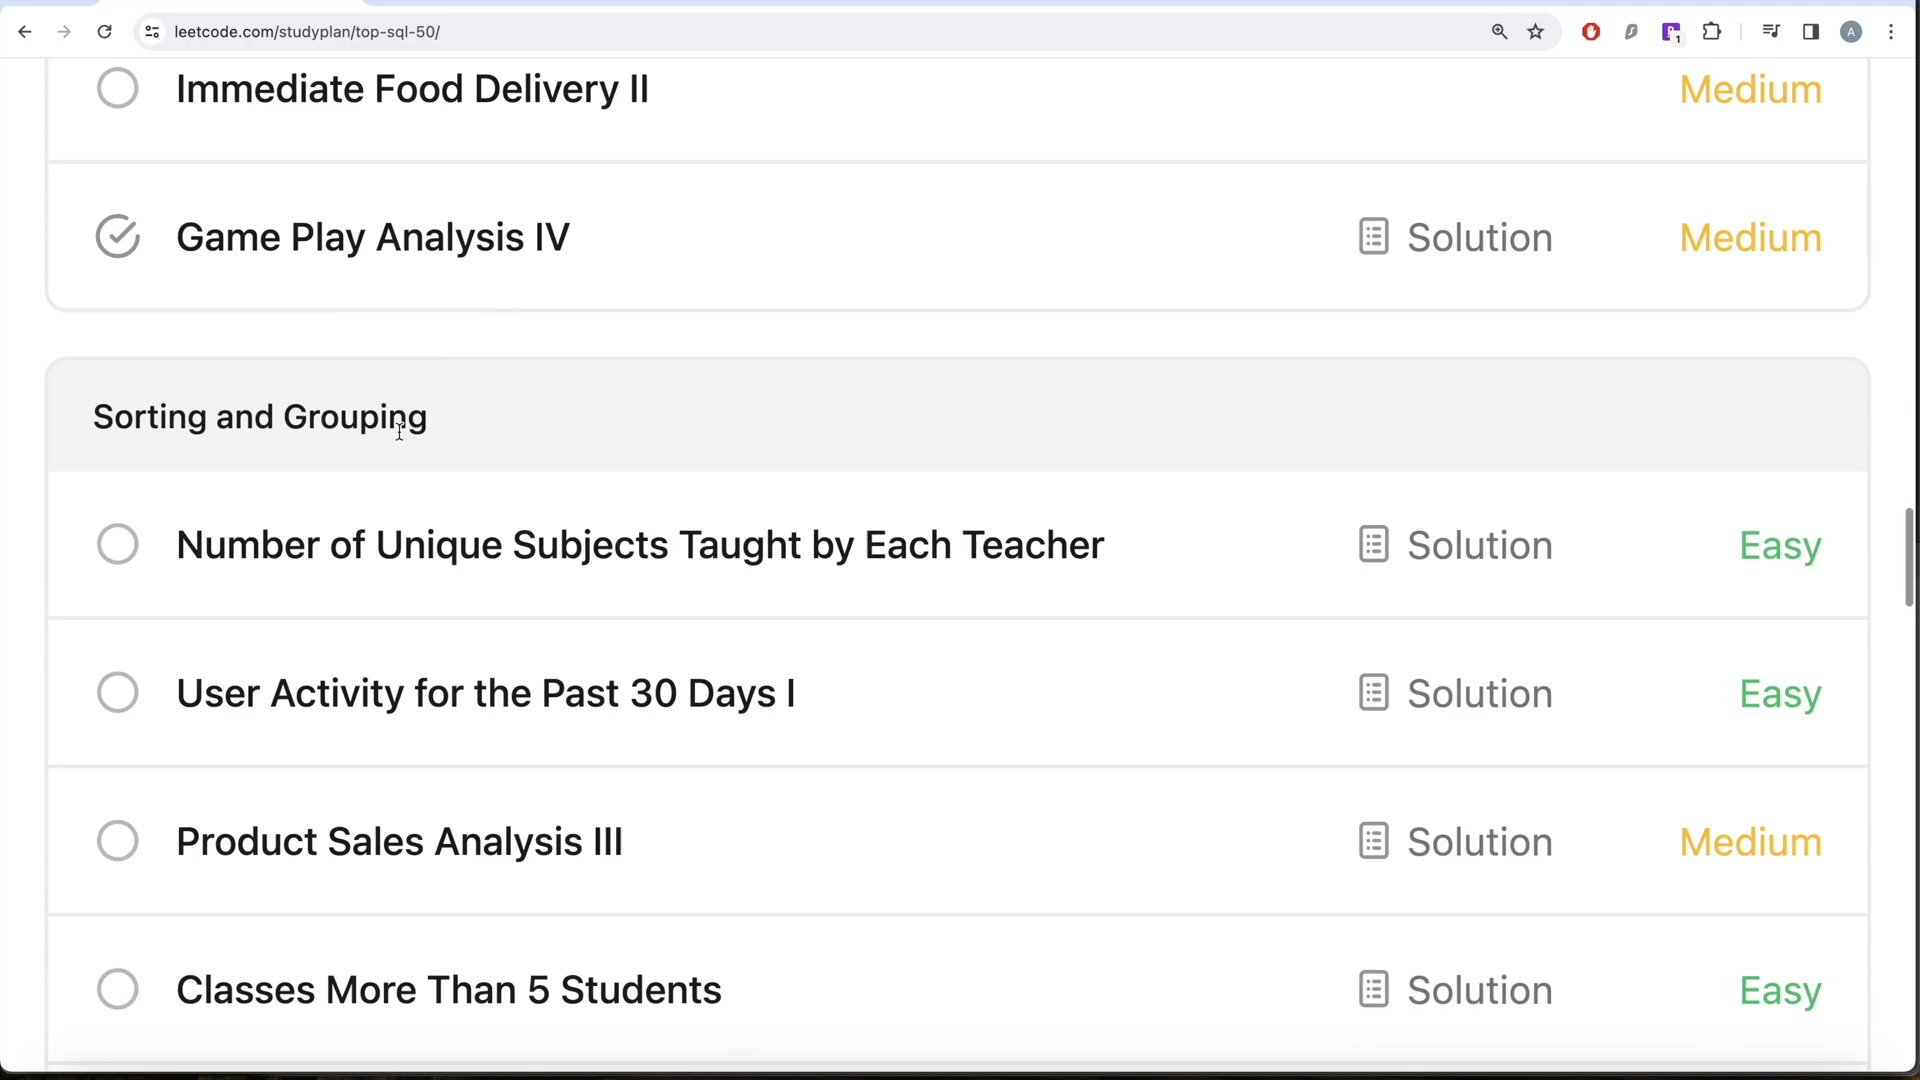 leetcode.com/studyplan/top-sql-50/
1
A
Immediate Food Delivery II
Medium
Game Play Analysis IV
Solution
Medium
Sorting and Grouping
Number of Unique Subjects Taught by Each Teacher
Solution
Easy
User Activity for the Past 30 Days I
Solution
Easy
Product Sales Analysis III
Solution
Medium
Classes More Than 5 Students
Solution
Easy